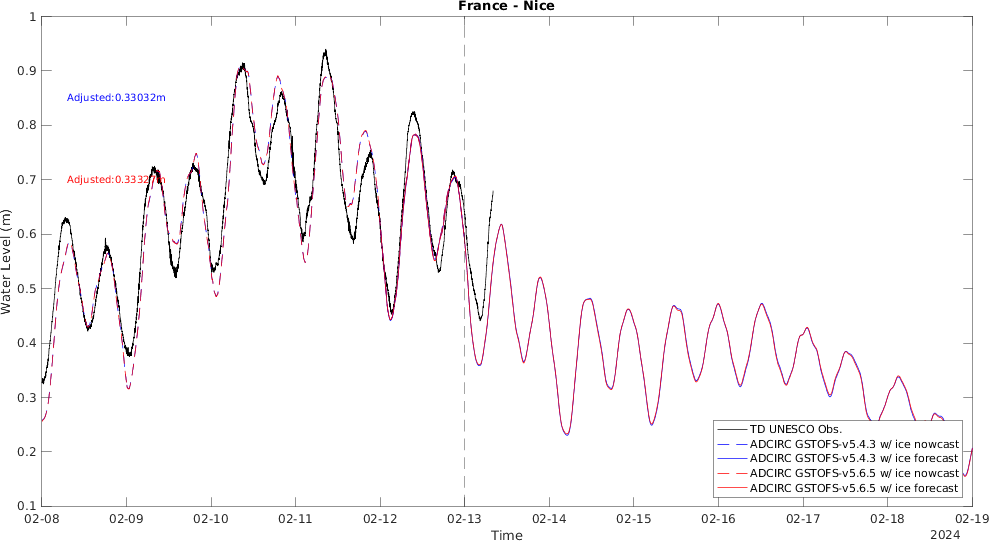 France - Nice
Water Level (m)
1
0.9
0.8
0.7
0.6
0.5
0.4
0.3
0.2
0.1
Adjusted:0.33032m
TD UNESCO Obs.
ADCIRC GSTOFS-v5.4.3 w/ ice nowcast
ADCIRC GSTOFS-v5.4.3 w/ ice forecast
ADCIRC GSTOFS-v5.6.5 w/ ice nowcast
ADCIRC GSTOFS-v5.6.5 w/ ice forecast
02-08 02-09 02-10 02-11 02-12 02-13 02-14 02-15 02-16 02-17 02-18 02-19
Time
2024